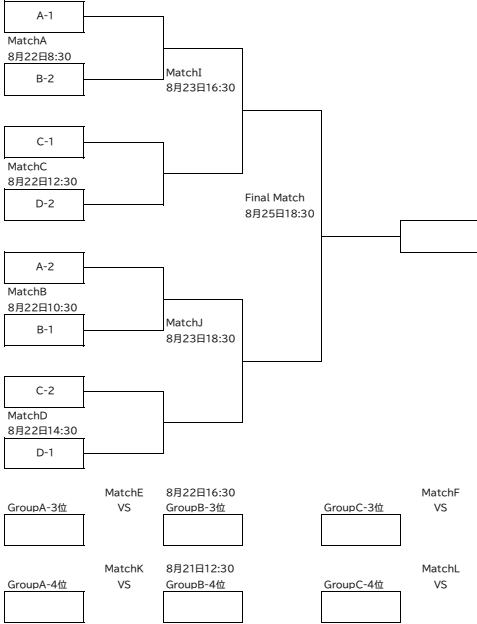 A-1
MatchA
8月22日8:30
B-2
MatchI
8月23日16:30
C-1
MatchC
8月22日12:30
D-2
Final Match
8月25日18:30
A-2
MatchB
8月22日10:30
B-1
MatchJ
8月23日18:30
C-2
MatchD
8月22日14:30
D-1
MatchE 8月22日16:30 MatchF
GroupA-3位 VS GroupB-3位 GroupC-3位 VS
MatchK 8月21日12:30 MatchL
GroupA-4位 VS GroupB-4位 GroupC-4位 VS